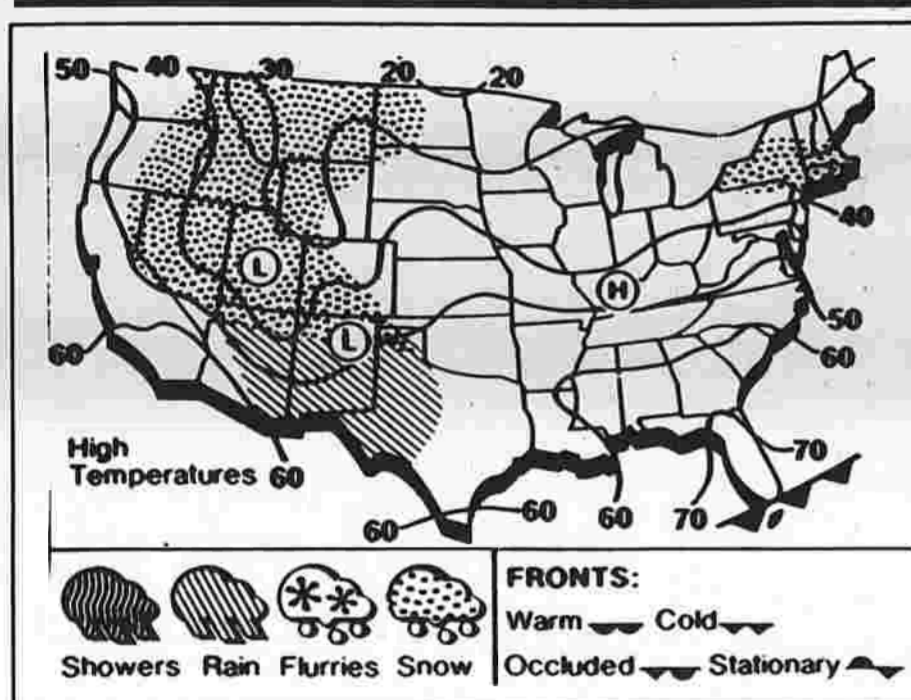 50 40 30 20 20
40
L
H
L
50
60 60
High
Temperatures 60
70
60 60 60 70
FRONTS:
Warm Cold
Showers Rain Flurries Snow
Occluded Stationary